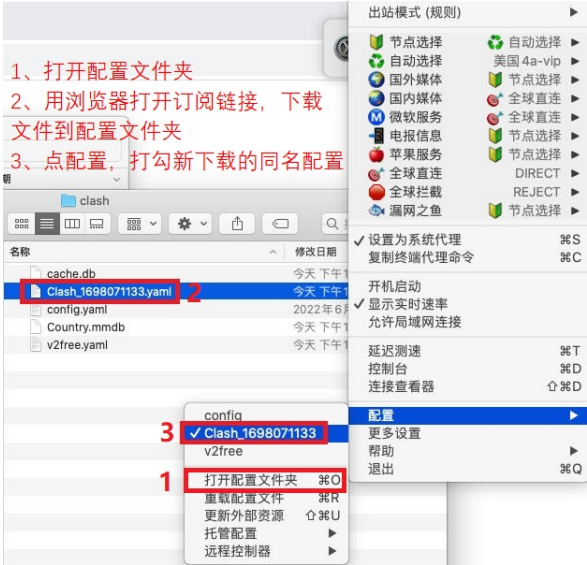 出站模式 (规则)
节点选择 自动选择
自动选择 美国 4a-vip
国外媒体 节点选择
国内媒体 全球直连
微软服务 全球直连
电报信息 节点选择
苹果服务 节点选择
全球直连 DIRECT
全球拦截 REJECT
漏网之鱼 节点选择
设置为系统代理 ⌘S
复制终端代理命令 ⌘C
开机启动
显示实时速率
允许局域网连接
延迟测速 ⌘T
控制台 ⌘D
连接查看器 ⇧⌘D
配置
更多设置
帮助
退出 ⌘Q
1、打开配置文件夹
2、用浏览器打开订阅链接，下载
文件到配置文件夹
3、点配置，打勾新下载的同名配置
期
clash
名称 修改日期
cache.db 今天 下午1
Clash_1698071133.yaml 2 今天 下午1
config.yaml 2022年6月
Country.mmdb 今天 下午1
v2free.yaml 今天 下午1
config
3 Clash_1698071133
v2free
1 打开配置文件夹 ⌘O
重载配置文件 ⌘R
更新外部资源 ⇧⌘U
托管配置
远程控制器